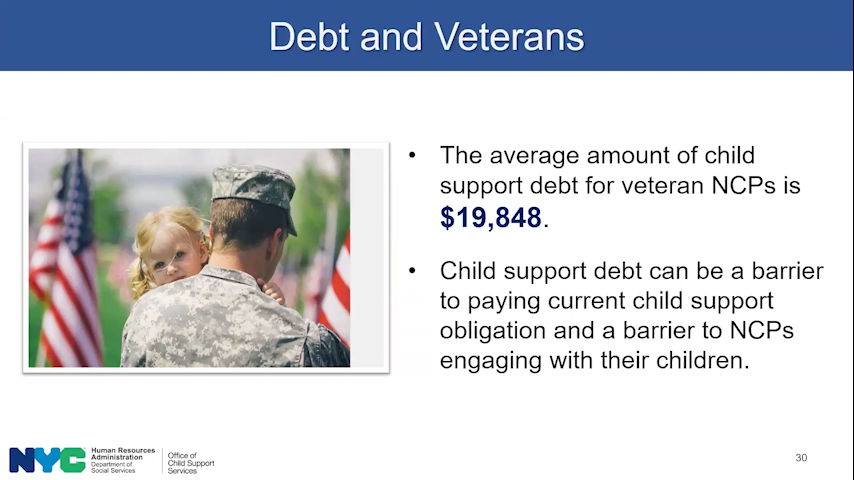 Debt and Veterans
• The average amount of child
support debt for veteran NCPs is
$19,848.
• Child support debt can be a barrier
to paying current child support
obligation and a barrier to NCPs
engaging with their children.
NYC
Human Resources
Administration
Department of
Social Services
Office of
Child Support
Services
30